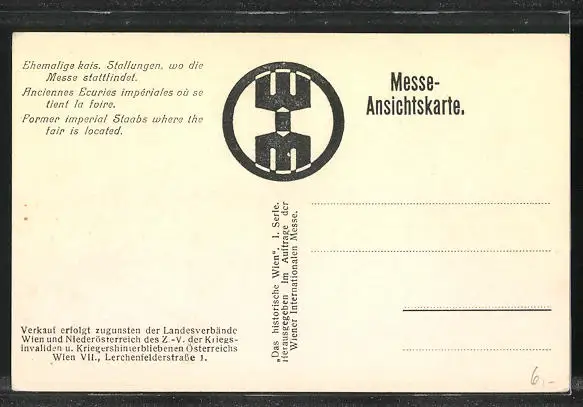 Ehemalige kais. Stallungen, wo die
Messe stattfindet.
Anciennes Ecuries impériales où se
tient la foire.
Former imperial Staabs where the
fair is located.
Messe-
Ansichtskarte.
„Das historische Wien“. I. Serie.
Herausgegeben im Auftrage der
Wiener Internationalen Messe.
Verkauf erfolgt zugunsten der Landesverbände
Wien und Niederösterreich des Z.-V. der Kriegs-
invaliden u. Kriegershinterbliebenen Österreichs
Wien VII., Lerchenfelderstraße 1.
6,-